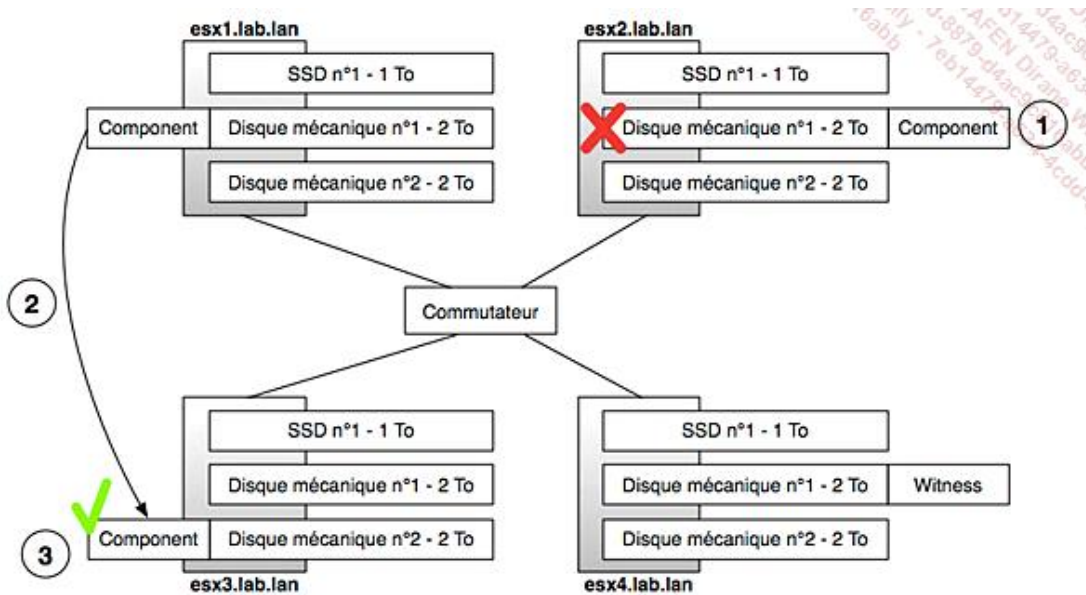 esx1.lab.lan
esx2.lab.lan
SSD n°1 - 1 To
SSD n°1 - 1 To
Component
Disque mécanique n°1 - 2 To
Disque mécanique n°1 - 2 To
Component
1
Disque mécanique n°2 - 2 To
Disque mécanique n°2 - 2 To
2
Commutateur
SSD n°1 - 1 To
SSD n°1 - 1 To
Disque mécanique n°1 - 2 To
Disque mécanique n°1 - 2 To
Witness
3
Component
Disque mécanique n°2 - 2 To
Disque mécanique n°2 - 2 To
esx3.lab.lan
esx4.lab.lan